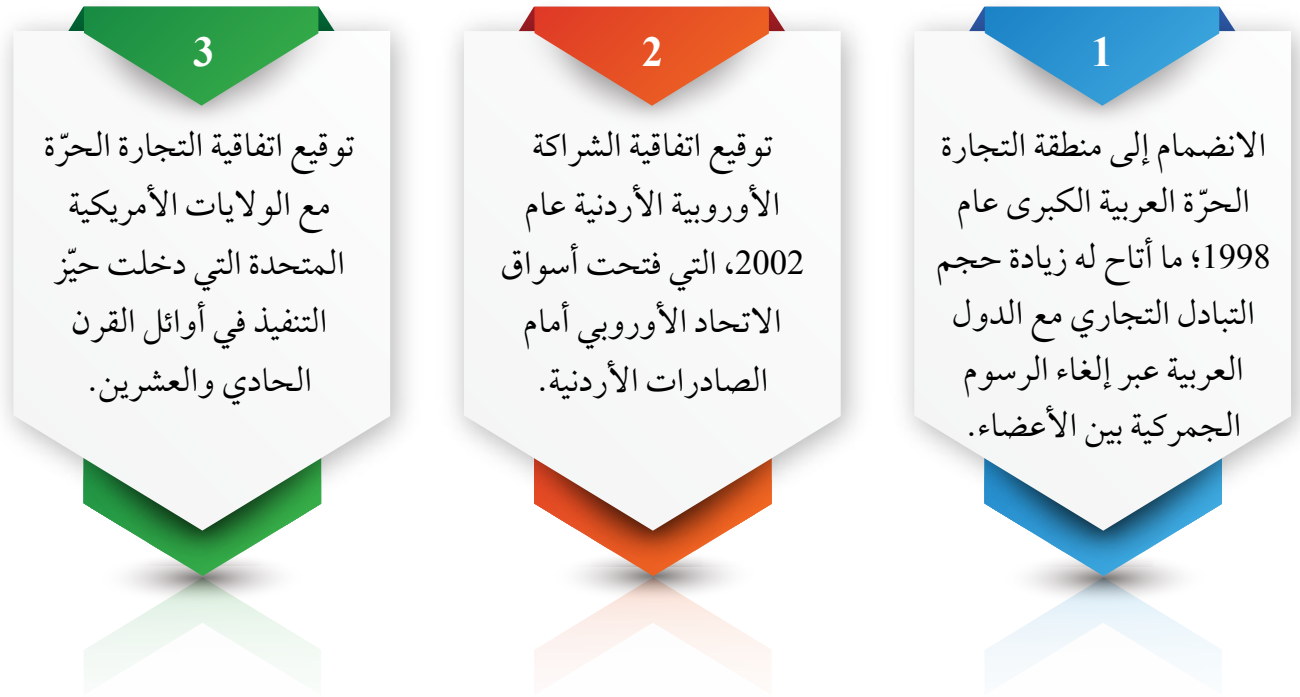 1
الانضمام إلى منطقة التجارة
الحرّة العربية الكبرى عام
1998؛ ما أتاح له زيادة حجم
التبادل التجاري مع الدول
العربية عبر إلغاء الرسوم
الجمركية بين الأعضاء.
2
توقيع اتفاقية الشراكة
الأوروبية الأردنية عام
2002، التي فتحت أسواق
الاتحاد الأوروبي أمام
الصادرات الأردنية.
3
توقيع اتفاقية التجارة الحرّة
مع الولايات الأمريكية
المتحدة التي دخلت حيّز
التنفيذ في أوائل القرن
الحادي والعشرين.